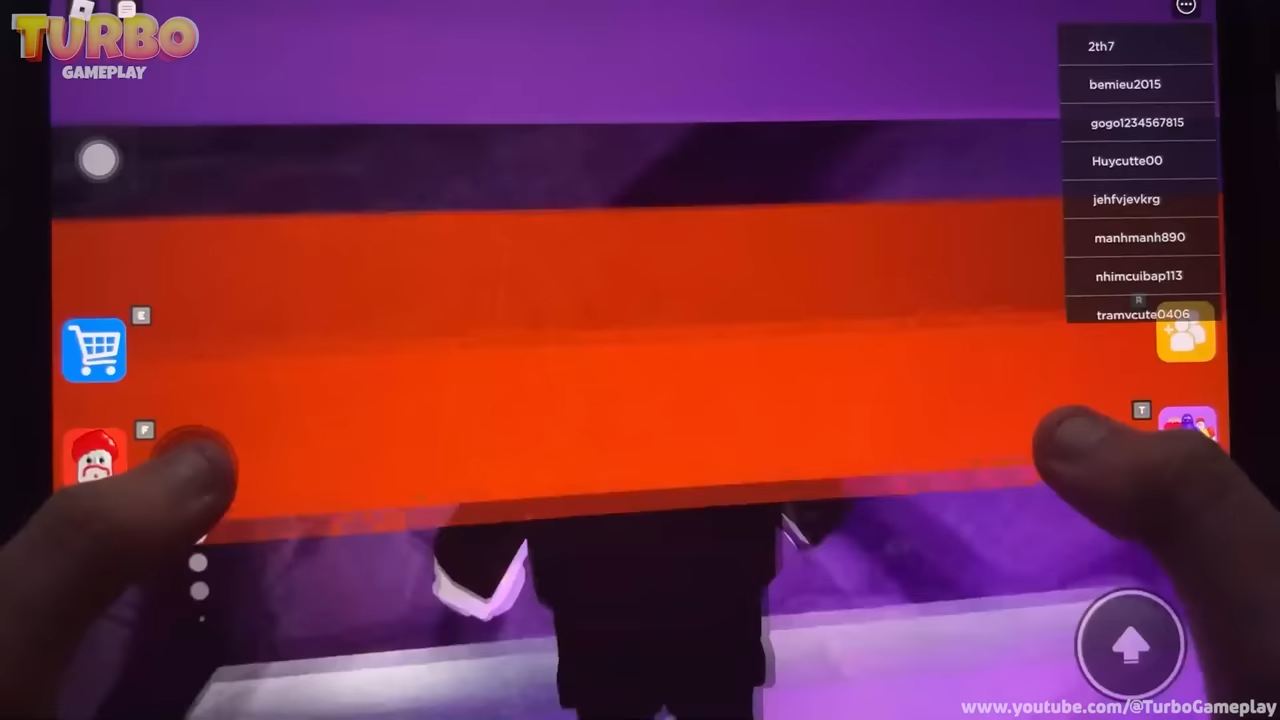 TURBO
GAMEPLAY
2th7
bemieu2015
gogo1234567815
Huycutte00
jehfvjevkrg
manhmanh890
nhimcuibap113
tramvcute0406
R
E
F
T
www.youtube.com/@TurboGameplay